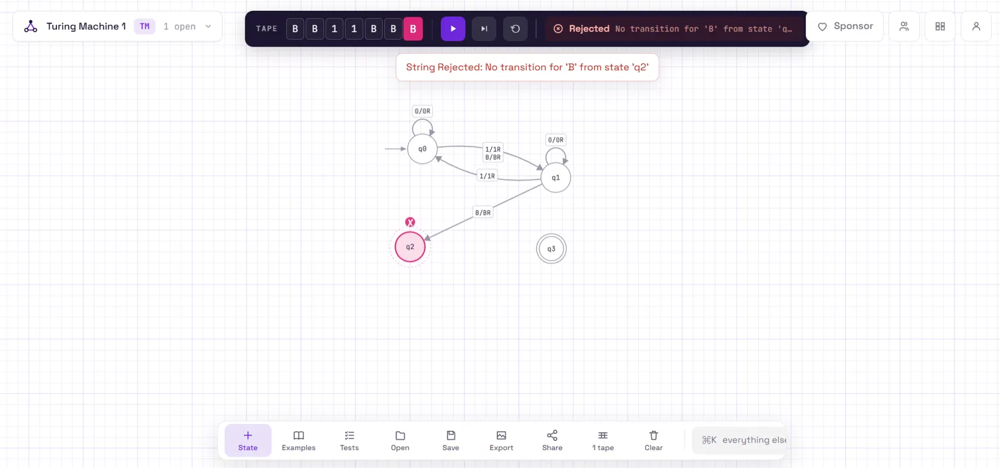 Turing Machine 1 TM 1 open
TAPE B B 1 1 B B B Rejected No transition for 'B' from state 'q…
Sponsor
String Rejected: No transition for 'B' from state 'q2'
0/0R
q0
1/1R
B/BR
0/0R
1/1R
q1
B/BR
X
q2
q3
State Examples Tests Open Save Export Share 1 tape Clear
⌘K everything else